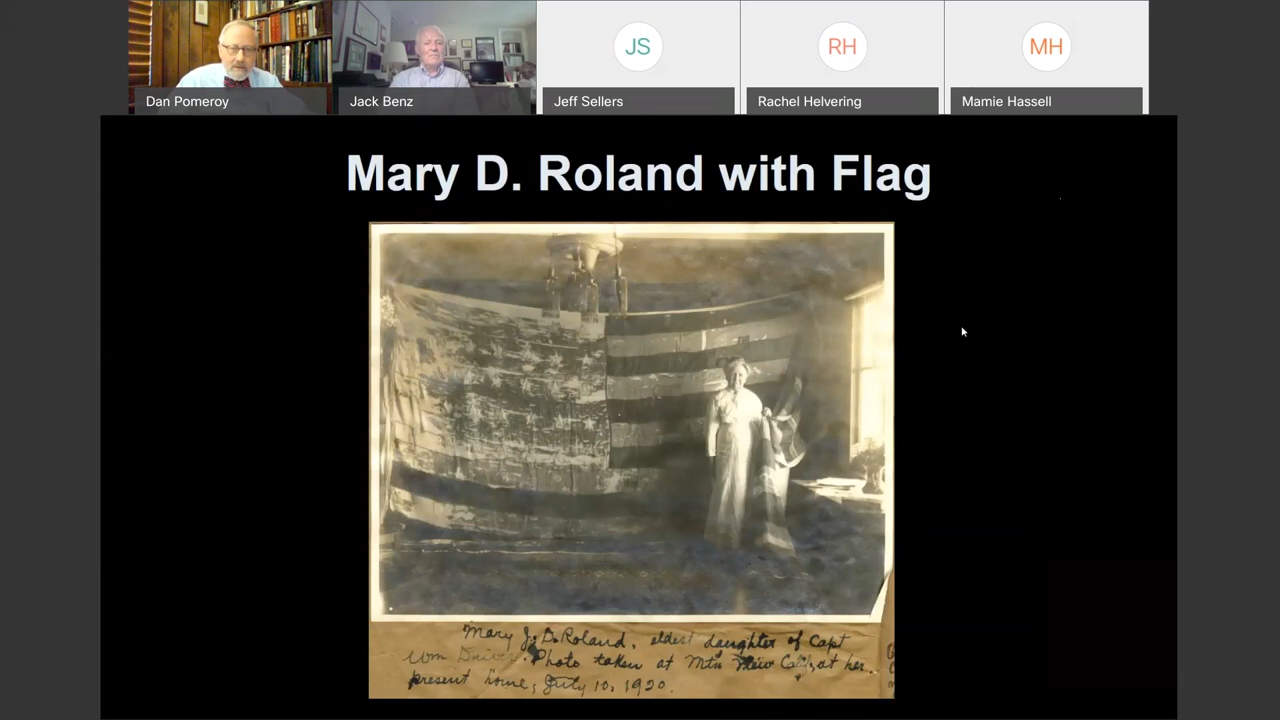 JS
RH
MH
Dan Pomeroy
Jack Benz
Jeff Sellers
Rachel Helvering
Mamie Hassell
Mary D. Roland with Flag
Mary J. D. Roland, eldest daughter of Capt
Wm Driver. Photo taken at Mtn View Calif, at her
present home, July 10, 1920.